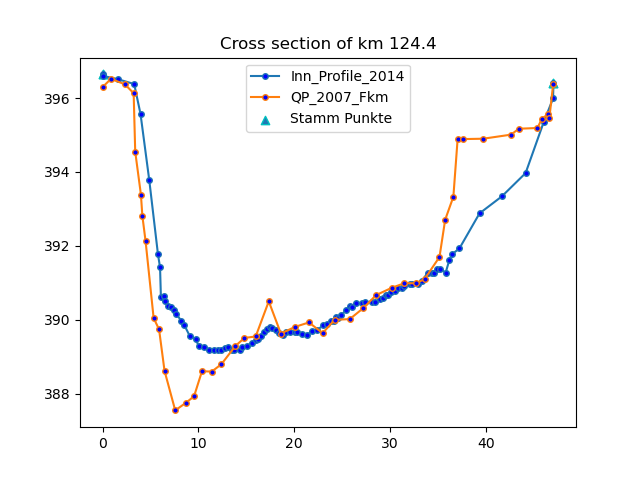 Cross section of km 124.4
Inn_Profile_2014
QP_2007_Fkm
Stamm Punkte
396
394
392
390
388
0 10 20 30 40